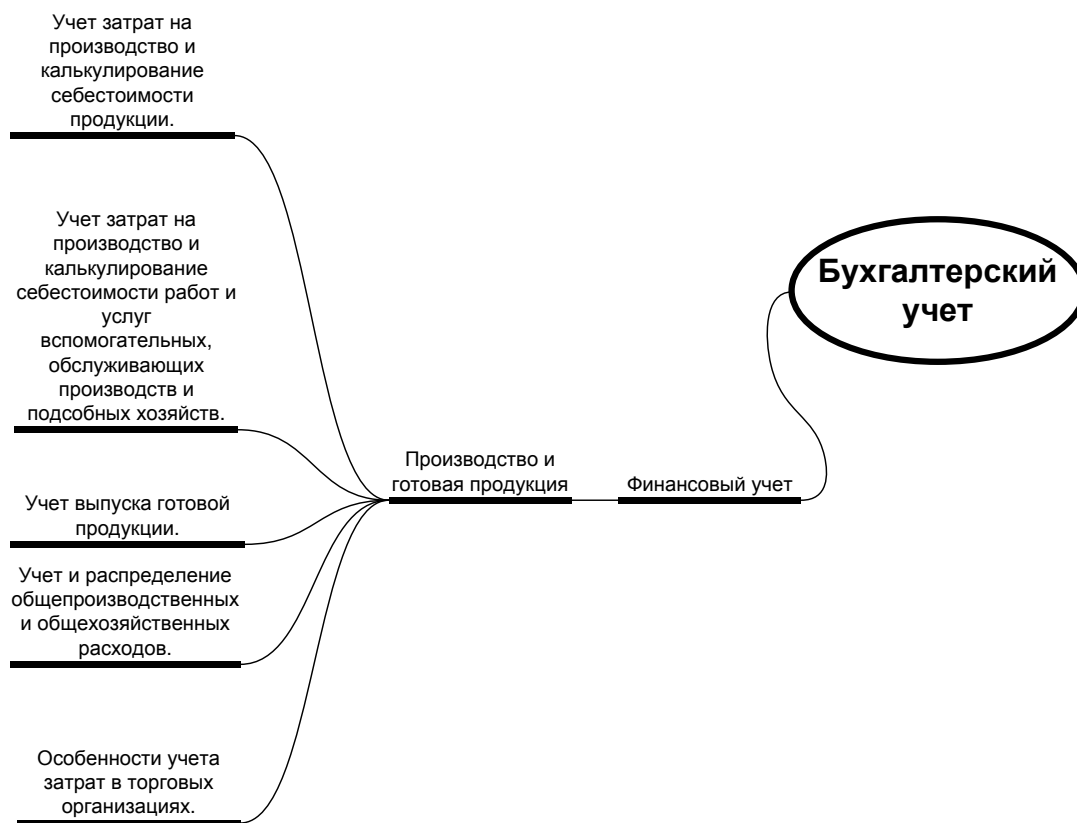 Учет затрат на
производство и
калькулирование
себестоимости
продукции.
Учет затрат на
производство и
калькулирование
себестоимости работ и
услуг
вспомогательных,
обслуживающих
производств и
подсобных хозяйств.
Учет выпуска готовой
продукции.
Учет и распределение
общепроизводственных
и общехозяйственных
расходов.
Особенности учета
затрат в торговых
организациях.
Производство и
готовая продукция
Финансовый учет
Бухгалтерский
учет